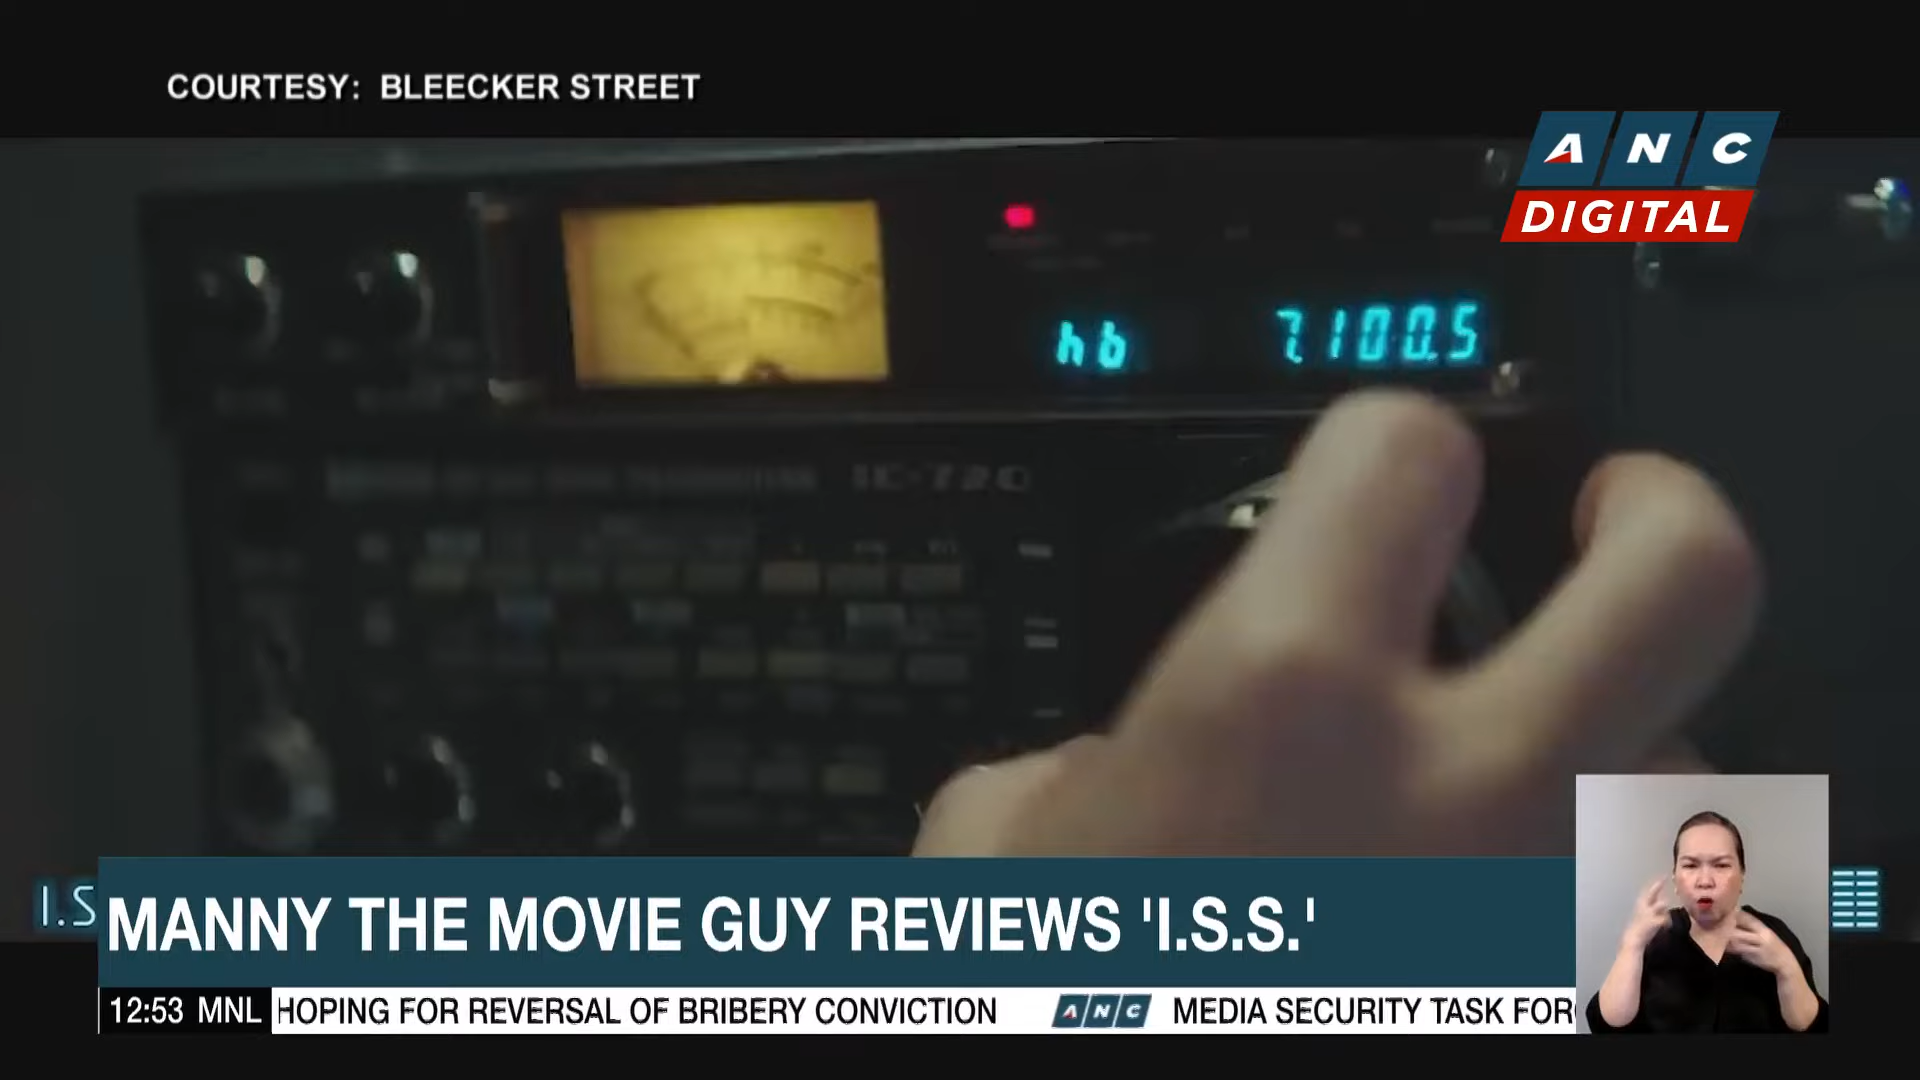 COURTESY: BLEECKER STREET
ANC
DIGITAL
hb 7.100.5
IC-720
I.S
MANNY THE MOVIE GUY REVIEWS 'I.S.S.'
12:53 MNL HOPING FOR REVERSAL OF BRIBERY CONVICTION ANC MEDIA SECURITY TASK FOR